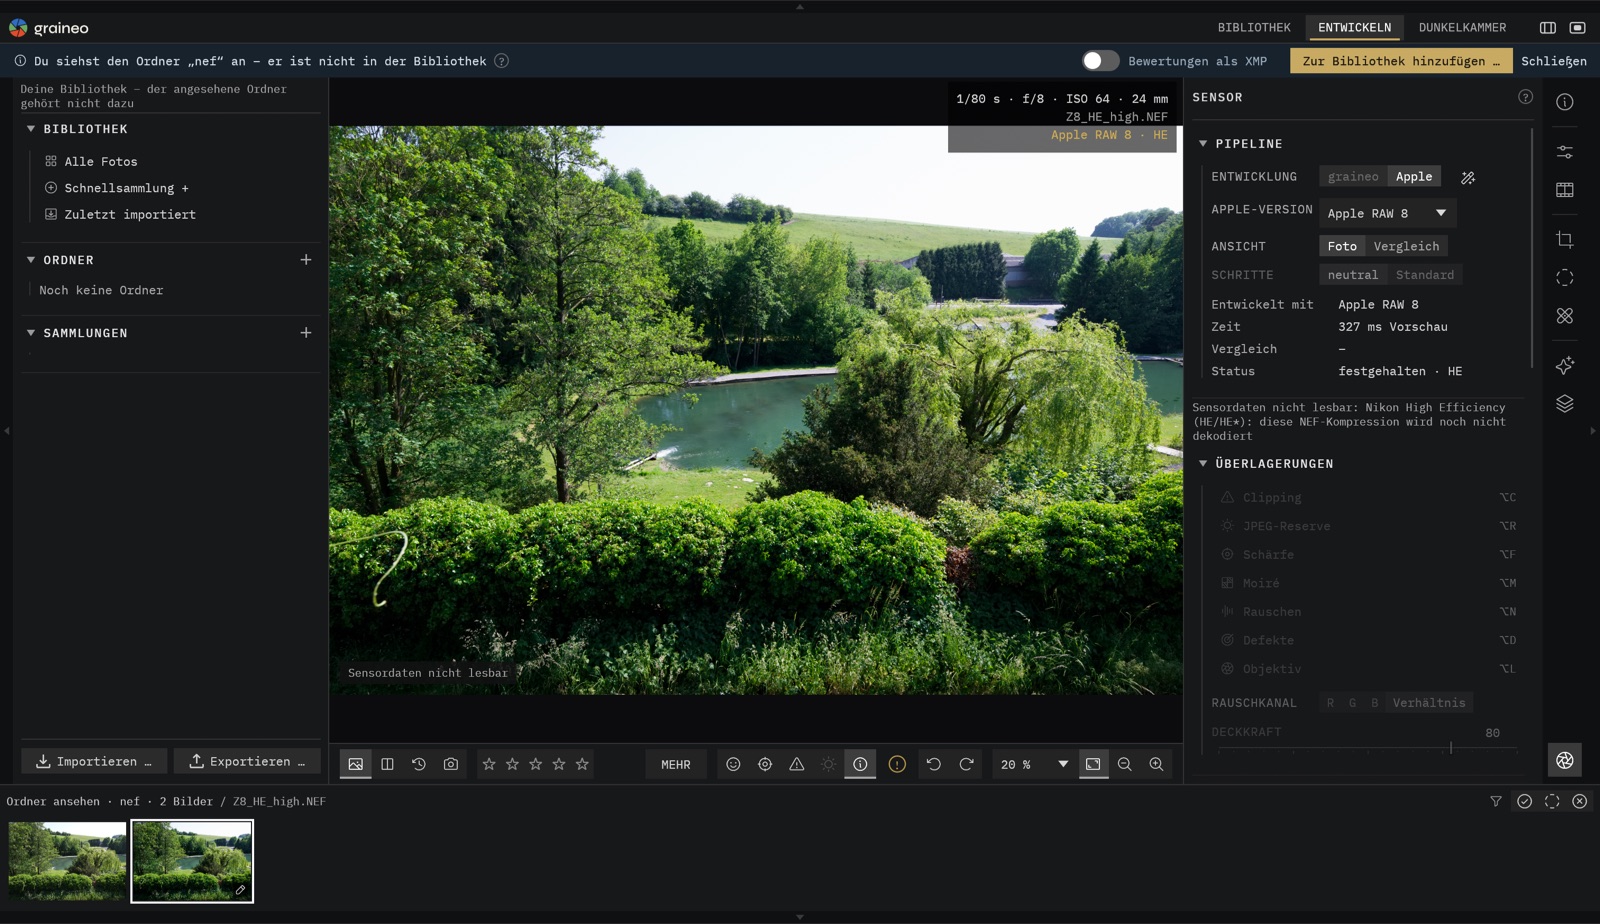 graineo
BIBLIOTHEK ENTWICKELN DUNKELKAMMER
Du siehst den Ordner „nef“ an – er ist nicht in der Bibliothek ?
Bewertungen als XMP
Zur Bibliothek hinzufügen …
Schließen
Deine Bibliothek – der angesehene Ordner
gehört nicht dazu
BIBLIOTHEK
Alle Fotos
Schnellsammlung +
Zuletzt importiert
ORDNER +
Noch keine Ordner
SAMMLUNGEN +
Importieren …
Exportieren …
1/80 s · f/8 · ISO 64 · 24 mm
Z8_HE_high.NEF
Apple RAW 8 · HE
Sensordaten nicht lesbar
MEHR
20 %
SENSOR ?
PIPELINE
ENTWICKLUNG graineo Apple
APPLE-VERSION Apple RAW 8
ANSICHT Foto Vergleich
SCHRITTE neutral Standard
Entwickelt mit Apple RAW 8
Zeit 327 ms Vorschau
Vergleich –
Status festgehalten · HE
Sensordaten nicht lesbar: Nikon High Efficiency
(HE/HE★): diese NEF-Kompression wird noch nicht
dekodiert
ÜBERLAGERUNGEN
Clipping ⌥C
JPEG-Reserve ⌥R
Schärfe ⌥F
Moiré ⌥M
Rauschen ⌥N
Defekte ⌥D
Objektiv ⌥L
RAUSCHKANAL R G B Verhältnis
DECKKRAFT 80
Ordner ansehen · nef · 2 Bilder / Z8_HE_high.NEF